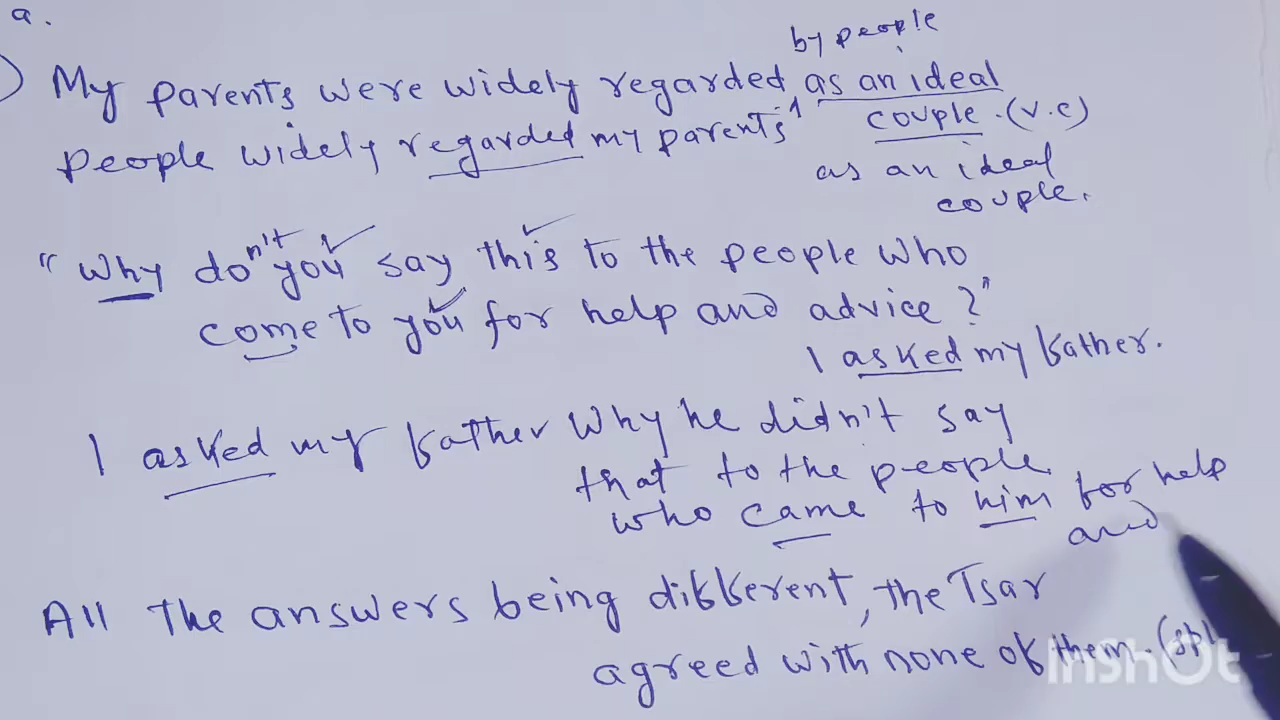 a.
by people
) My parents were widely regarded as an ideal
couple. (v.c)
People widely regarded my parents
as an ideal
couple.
"Why don't you say this to the people who
come to you for help and advice?"
I asked my father.
I asked my father why he didn't say
that to the people
who came to him for help
and
All the answers being different, the Tsar
agreed with none of them. (spl
InShOt